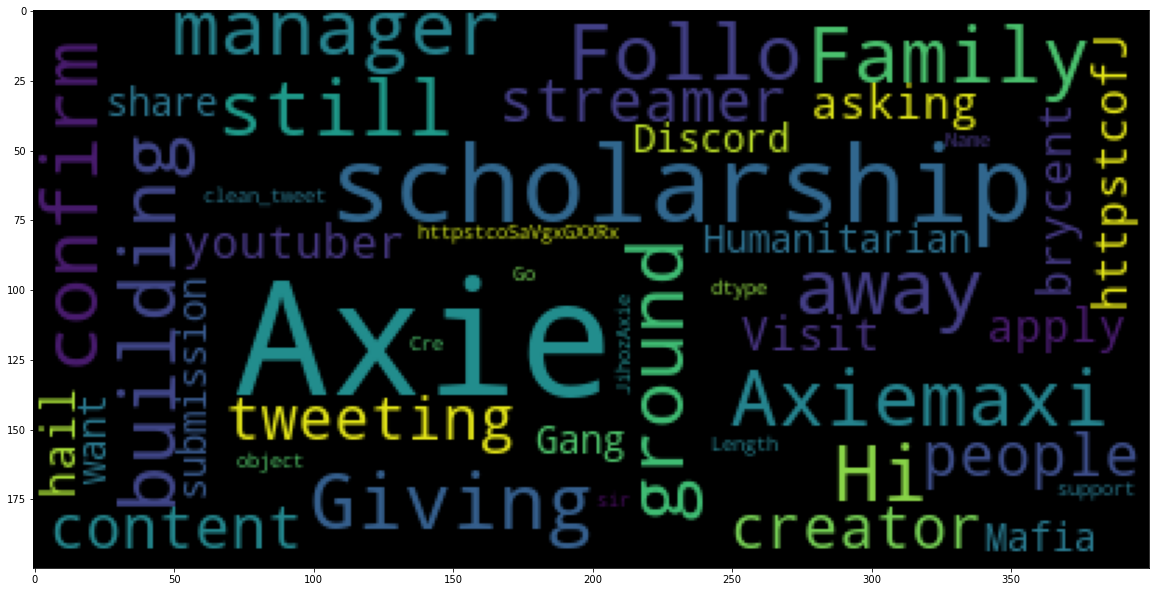 0
25
50
75
100
125
150
175
0
50
100
150
200
250
300
350
manager
Follo
Family
confirm
share
still
streamer
asking
httpstcofJ
Discord
Name
brycent
building
clean_tweet
scholarship
youtuber
httpstcoSaVgxGXXRx
Humanitarian
Go
dtype
away
submission
Axie
Cre
JihozAxie
ground
Visit
apply
hail
want
tweeting
Gang
Axiemaxi
object
Length
Hi
people
Giving
sir
support
content
creator
Mafia